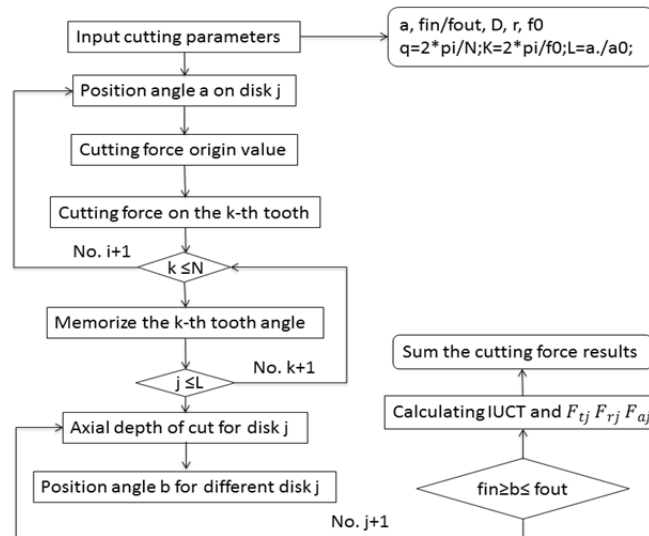 Input cutting parameters
a, fin/fout, D, r, f0
q=2*pi/N;K=2*pi/f0;L=a./a0;
Position angle a on disk j
Cutting force origin value
Cutting force on the k-th tooth
No. i+1
k ≤N
Memorize the k-th tooth angle
No. k+1
j ≤L
Axial depth of cut for disk j
Position angle b for different disk j
No. j+1
fin≥b≤ fout
Calculating IUCT and F_tj F_rj F_aj
Sum the cutting force results